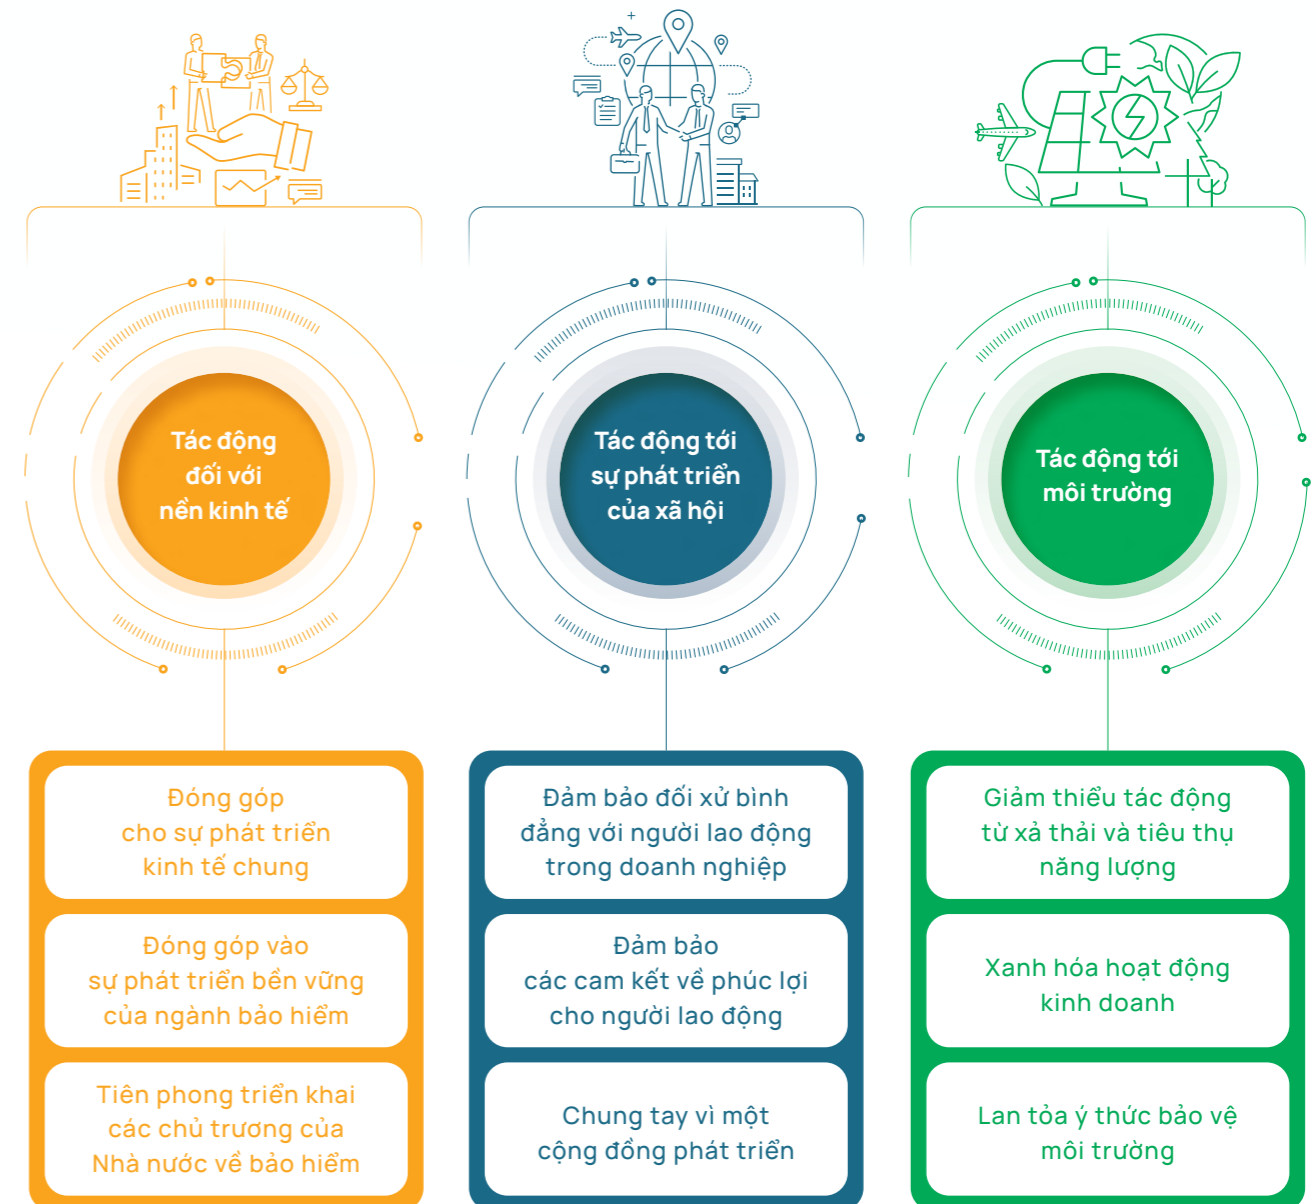 Tác động
đối với
nền kinh tế
Đóng góp
cho sự phát triển
kinh tế chung
Đóng góp vào
sự phát triển bền vững
của ngành bảo hiểm
Tiên phong triển khai
các chủ trương của
Nhà nước về bảo hiểm
Tác động tới
sự phát triển
của xã hội
Đảm bảo đối xử bình
đẳng với người lao động
trong doanh nghiệp
Đảm bảo
các cam kết về phúc lợi
cho người lao động
Chung tay vì một
cộng đồng phát triển
Tác động tới
môi trường
Giảm thiểu tác động
từ xả thải và tiêu thụ
năng lượng
Xanh hóa hoạt động
kinh doanh
Lan tỏa ý thức bảo vệ
môi trường